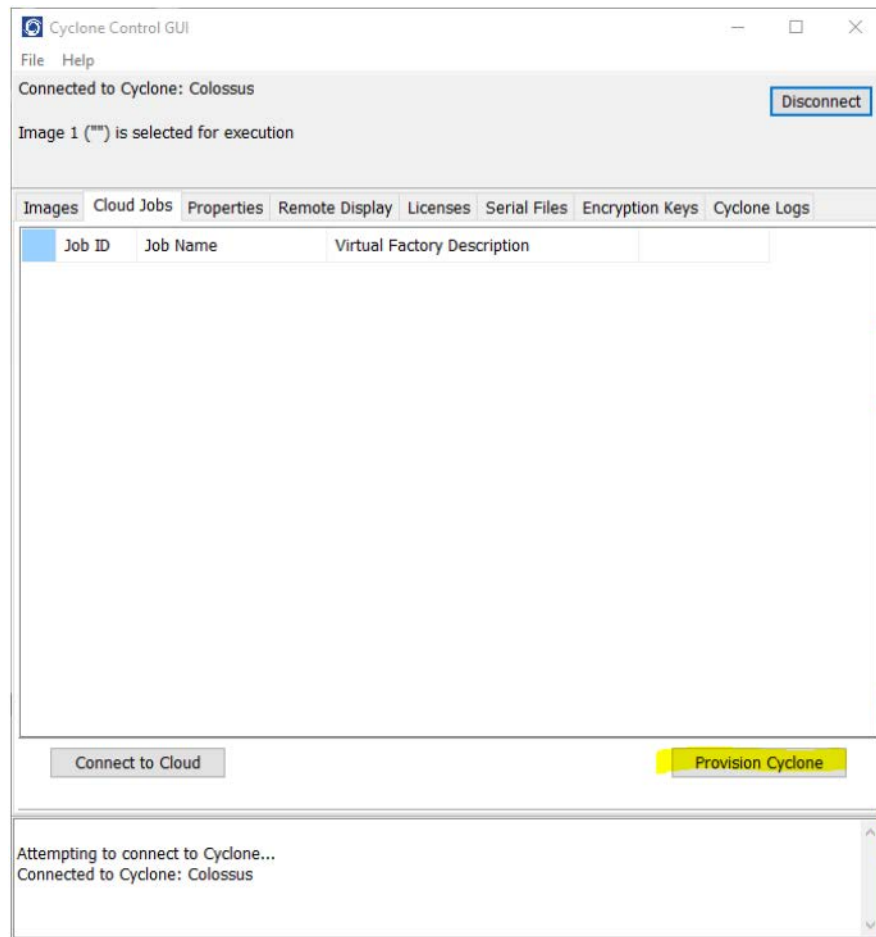 Cyclone Control GUI
File Help
Connected to Cyclone: Colossus
Disconnect
Image 1 ("") is selected for execution
Images Cloud Jobs Properties Remote Display Licenses Serial Files Encryption Keys Cyclone Logs
Job ID Job Name Virtual Factory Description
Connect to Cloud Provision Cyclone
Attempting to connect to Cyclone...
Connected to Cyclone: Colossus